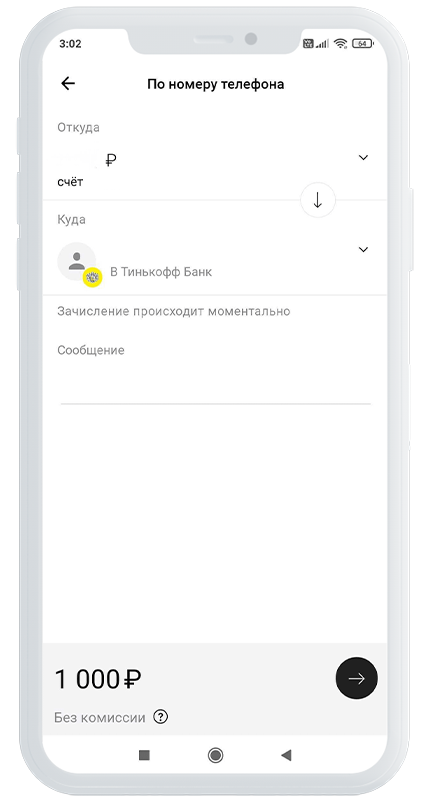 3:02
64
По номеру телефона
Откуда
₽
счёт
Куда
В Тинькофф Банк
Зачисление происходит моментально
Сообщение
1 000 ₽
Без комиссии ?